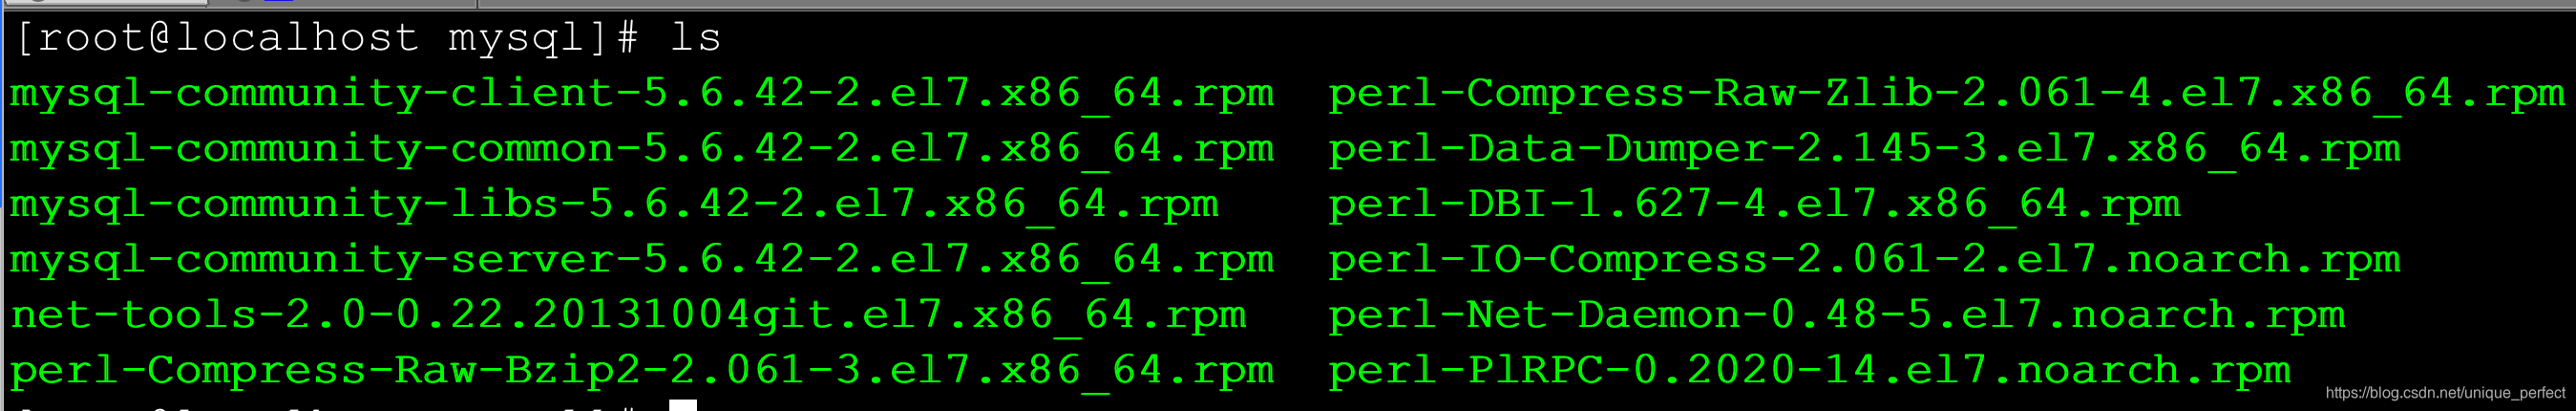 [root@localhost mysql]# ls
mysql-community-client-5.6.42-2.el7.x86_64.rpm  perl-Compress-Raw-Zlib-2.061-4.el7.x86_64.rpm
mysql-community-common-5.6.42-2.el7.x86_64.rpm  perl-Data-Dumper-2.145-3.el7.x86_64.rpm
mysql-community-libs-5.6.42-2.el7.x86_64.rpm  perl-DBI-1.627-4.el7.x86_64.rpm
mysql-community-server-5.6.42-2.el7.x86_64.rpm  perl-IO-Compress-2.061-2.el7.noarch.rpm
net-tools-2.0-0.22.20131004git.el7.x86_64.rpm  perl-Net-Daemon-0.48-5.el7.noarch.rpm
perl-Compress-Raw-Bzip2-2.061-3.el7.x86_64.rpm  perl-PlRPC-0.2020-14.el7.noarch.rpm
https://blog.csdn.net/unique_perfect